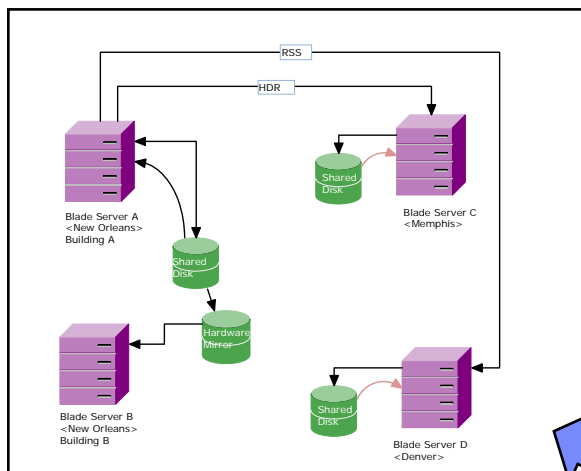 RSS
HDR
Blade Server A
<New Orleans>
Building A
Shared
Disk
Blade Server C
<Memphis>
Shared
Disk
Hardware
Mirror
Blade Server B
<New Orleans>
Building B
Shared
Disk
Blade Server D
<Denver>